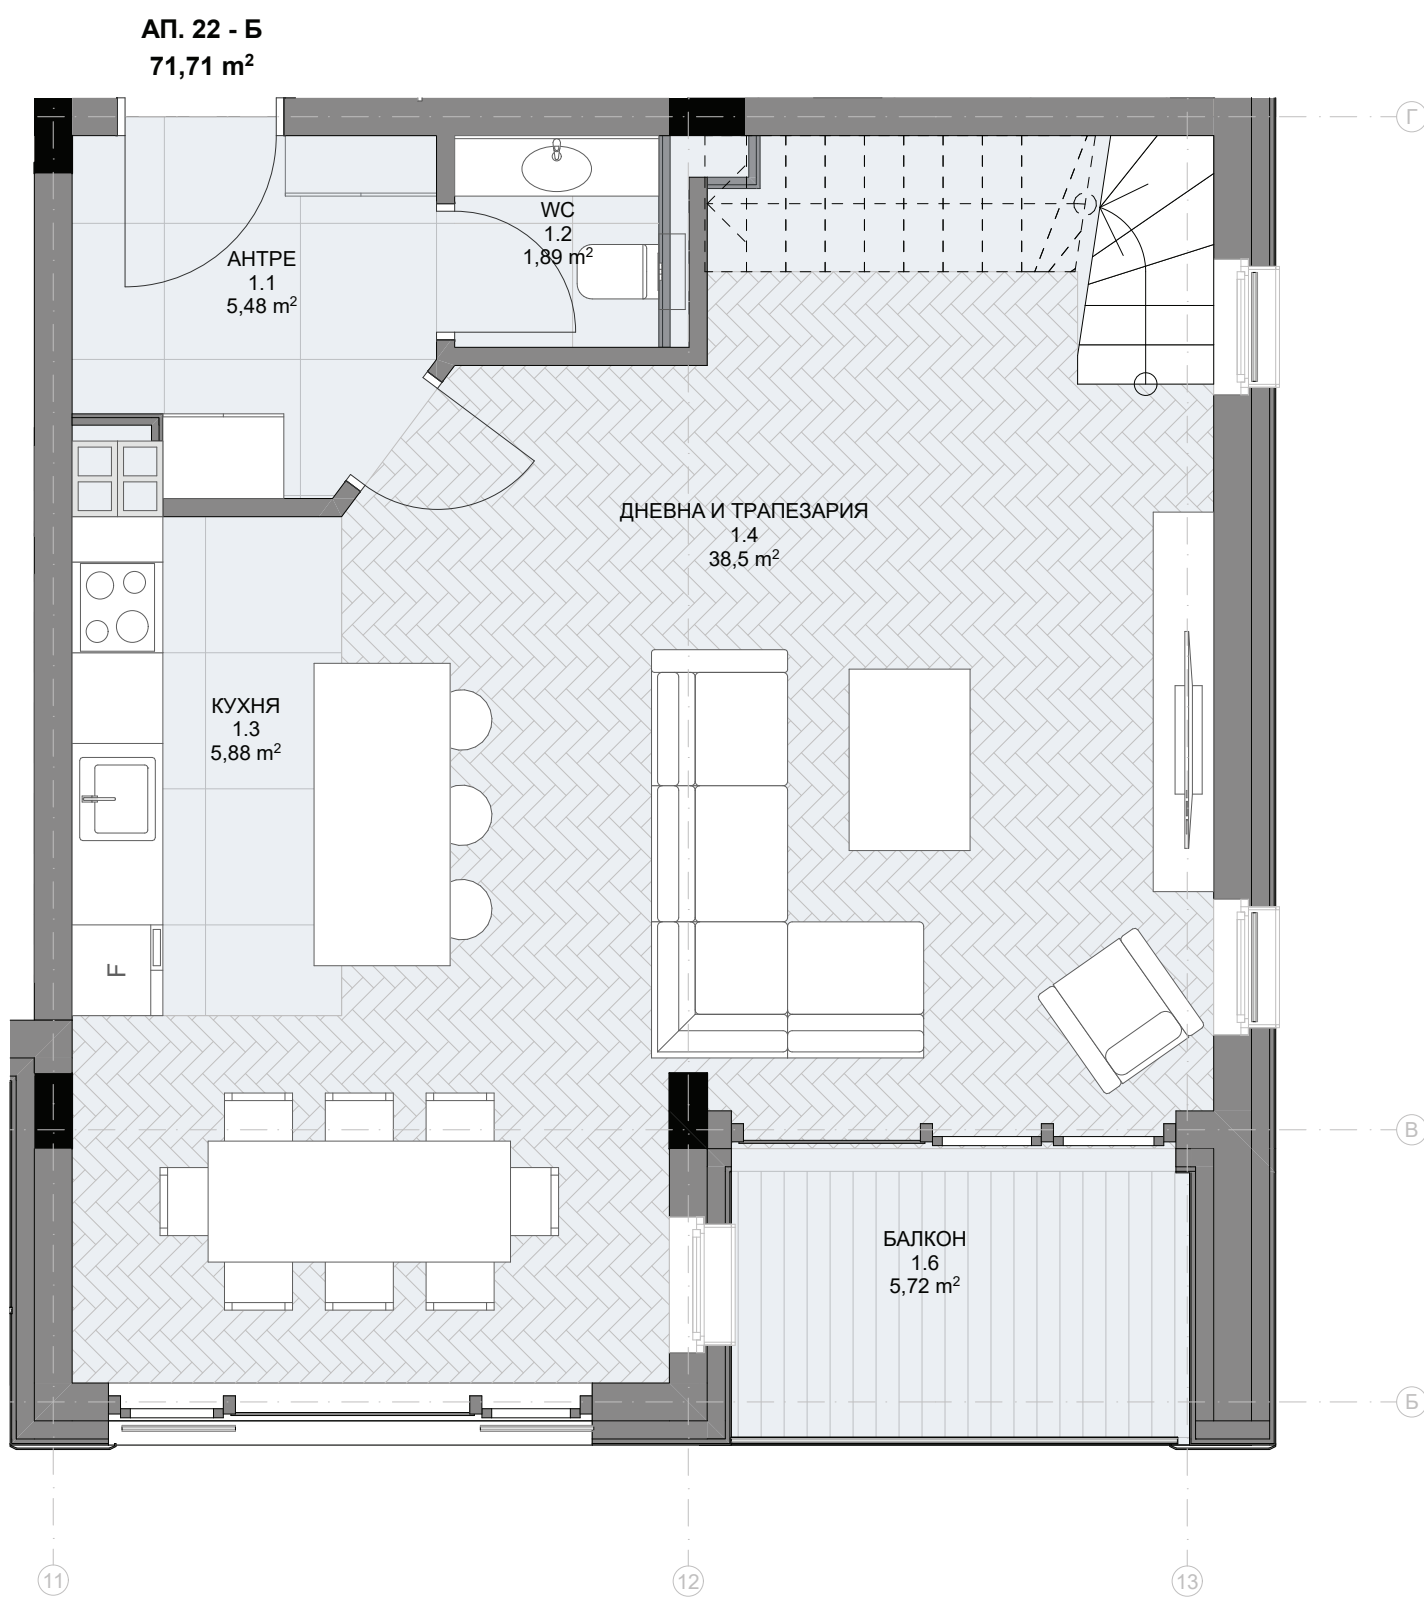 АП. 22 - Б
71,71 m²
Г
WC
1.2
1,89 m²
АНТРЕ
1.1
5,48 m²
ДНЕВНА И ТРАПЕЗАРИЯ
1.4
38,5 m²
КУХНЯ
1.3
5,88 m²
F
В
БАЛКОН
1.6
5,72 m²
Б
11
12
13